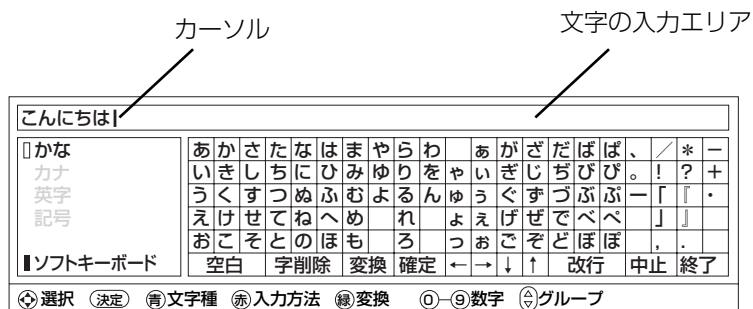 カーソル 文字の入力エリア
こんにちは
かな
カナ
英字
記号
ソフトキーボード
あ か さ た な は ま や ら わ ぁ が ざ だ ば ぱ 、 ／ * −
い き し ち に ひ み ゆ り を ゃ ぃ ぎ じ ぢ び ぴ 。 ! ? +
う く す つ ぬ ふ む よ る ん ゅ ぅ ぐ ず づ ぶ ぷ ー 「 『 ・
え け せ て ね へ め れ ょ ぇ げ ぜ で べ ぺ 」 』
お こ そ と の ほ も ろ っ ぉ ご ぞ ど ぼ ぽ , .
空白 字削除 変換 確定 ← → ↓ ↑ 改行 中止 終了
選択 決定 青 文字種 赤 入力方法 緑 変換 0-9 数字 グループ